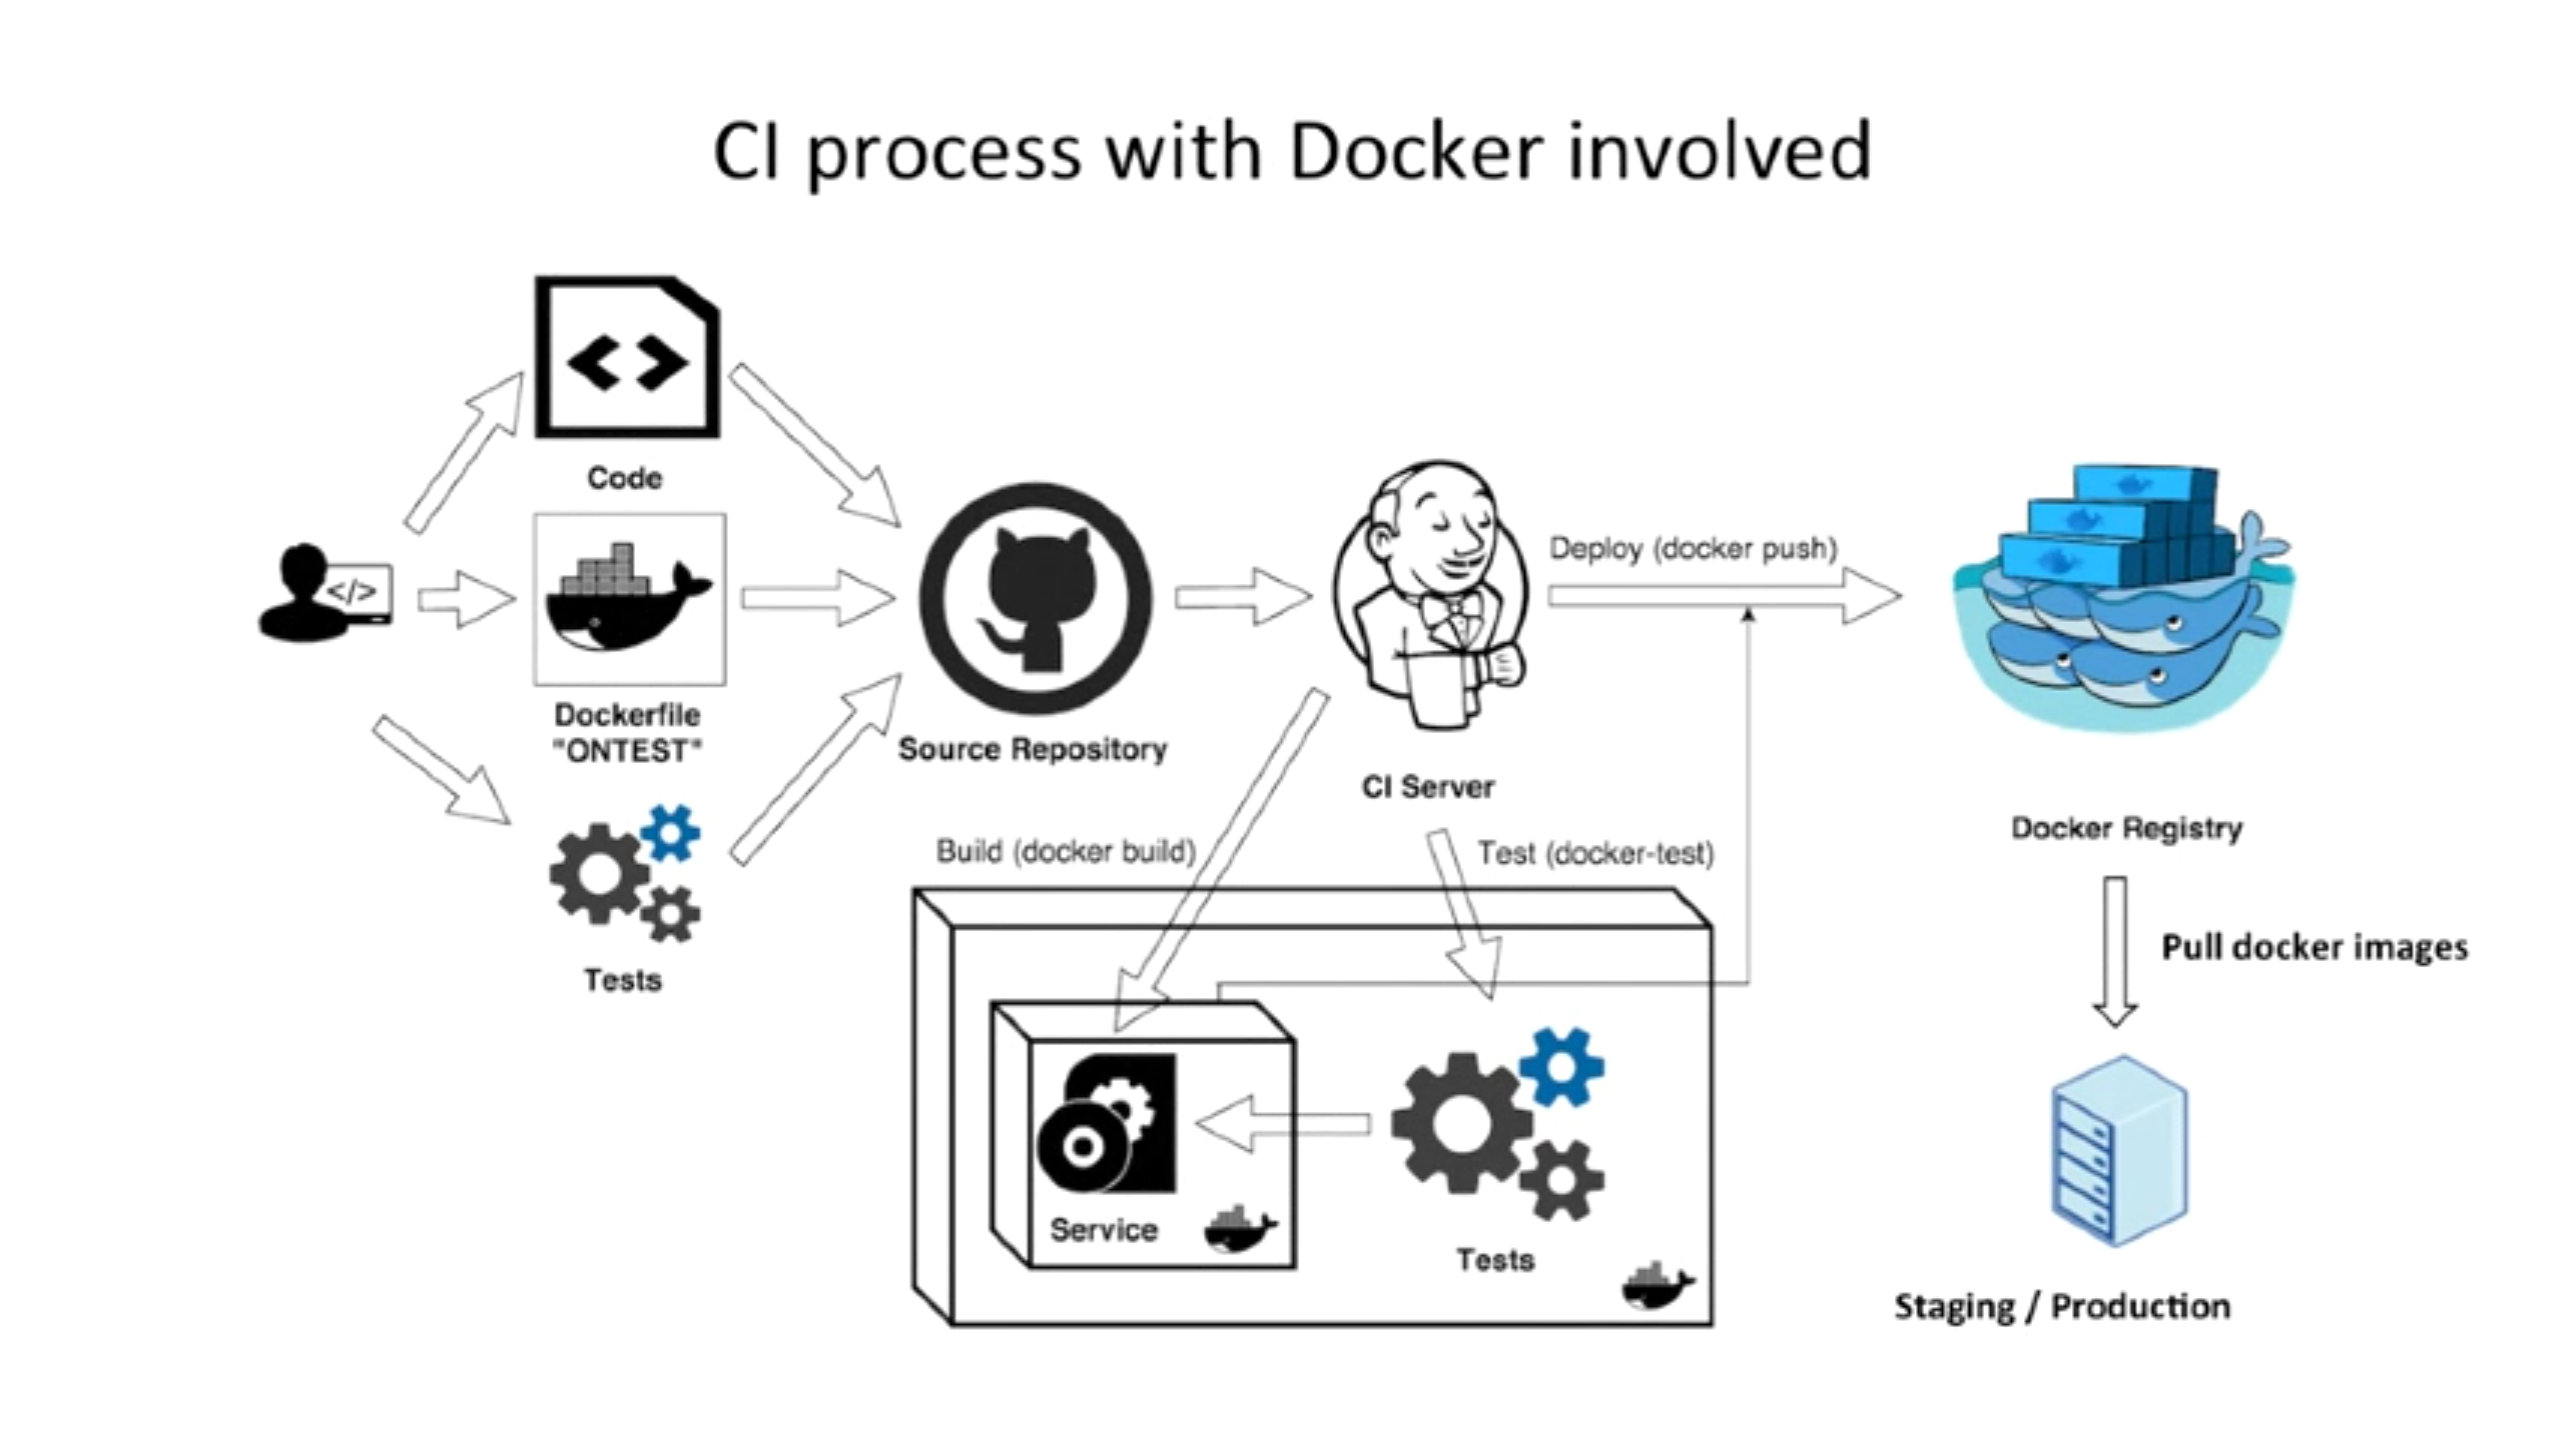 CI process with Docker involved
Code
</>
Dockerfile
"ONTEST"
Tests
Source Repository
CI Server
Deploy (docker push)
Docker Registry
Build (docker build)
Test (docker-test)
Pull docker images
Service
Tests
Staging / Production